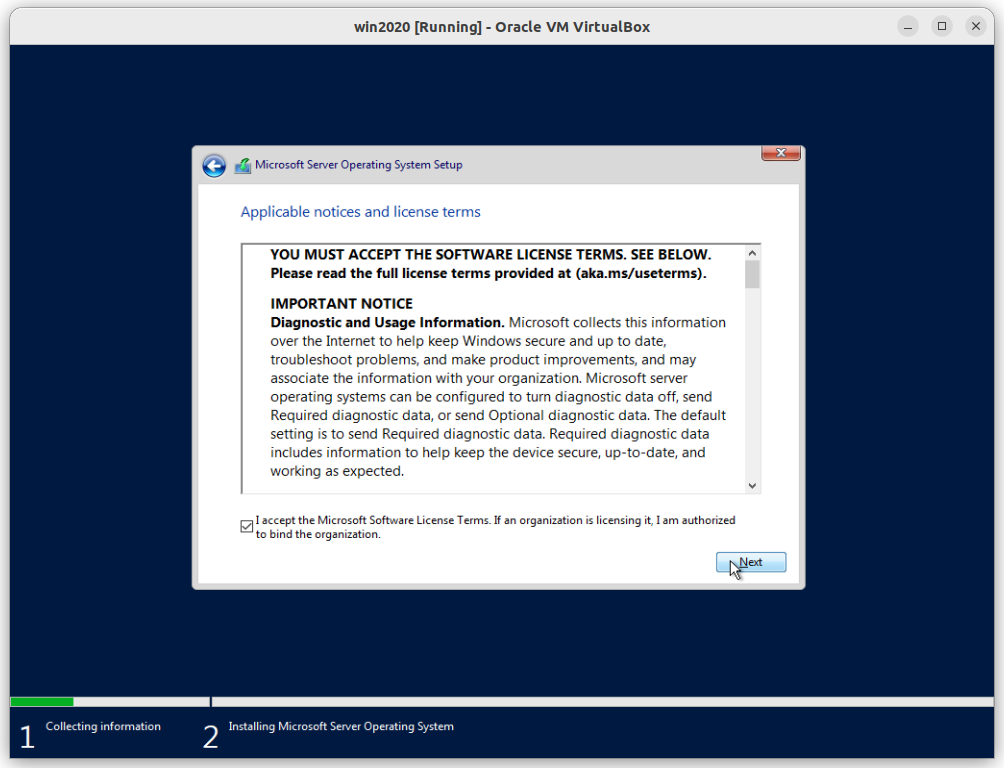 win2020 [Running] - Oracle VM VirtualBox
Microsoft Server Operating System Setup
Applicable notices and license terms
YOU MUST ACCEPT THE SOFTWARE LICENSE TERMS. SEE BELOW.
Please read the full license terms provided at (aka.ms/useterms).
IMPORTANT NOTICE
Diagnostic and Usage Information. Microsoft collects this information
over the Internet to help keep Windows secure and up to date,
troubleshoot problems, and make product improvements, and may
associate the information with your organization. Microsoft server
operating systems can be configured to turn diagnostic data off, send
Required diagnostic data, or send Optional diagnostic data. The default
setting is to send Required diagnostic data. Required diagnostic data
includes information to help keep the device secure, up-to-date, and
working as expected.
I accept the Microsoft Software License Terms. If an organization is licensing it, I am authorized
to bind the organization.
Next
1 Collecting information
2 Installing Microsoft Server Operating System